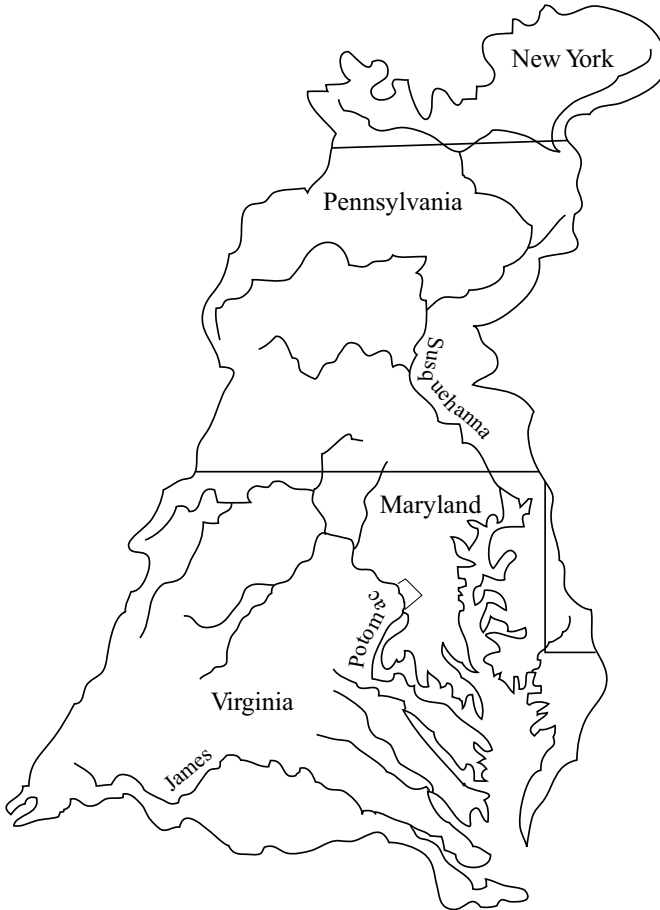 New York
Pennsylvania
Susquehanna
Maryland
Potomac
Virginia
James